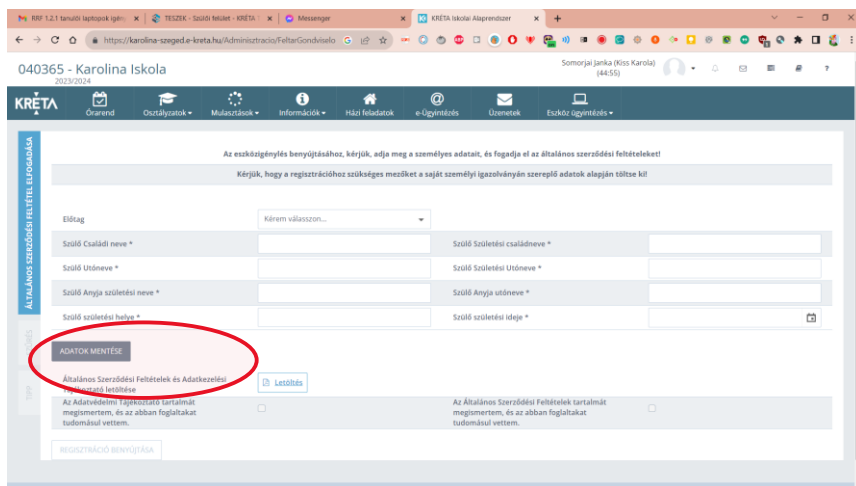 RRF 1.2.1 tanulói laptopok igény
TESZEK - Szülői felület - KRÉTA
Messenger
KRÉTA Iskolai Alaprendszer
https://karolina-szeged.e-kreta.hu/Adminisztracio/FeltarGondviselo
040365 - Karolina Iskola
2023/2024
Somorjai Janka (Kiss Karola)
(44:55)
KRÉTA
Órarend
Osztályzatok
Mulasztások
Információk
Házi feladatok
e-Ügyintézés
Üzenetek
Eszköz ügyintézés
ÁLTALÁNOS SZERZŐDÉSI FELTÉTEL ELFOGADÁSA
Az eszközigénylés benyújtásához, kérjük, adja meg a személyes adatait, és fogadja el az általános szerződési feltételeket!
Kérjük, hogy a regisztrációhoz szükséges mezőket a saját személyi igazolványán szereplő adatok alapján töltse ki!
Előtag
Kérem válasszon...
Szülő Családi neve *
Szülő Születési családneve *
Szülő Utóneve *
Szülő Születési Utóneve *
Szülő Anyja születési neve *
Szülő Anyja utóneve *
Szülő születési helye *
Szülő születési ideje *
ADATOK MENTÉSE
Általános Szerződési Feltételek és Adatkezelési
Tájékoztató letöltése
Letöltés
Az Adatvédelmi Tájékoztató tartalmát
megismertem, és az abban foglaltakat
tudomásul vettem.
Az Általános Szerződési Feltételek tartalmát
megismertem, és az abban foglaltakat
tudomásul vettem.
REGISZTRÁCIÓ BENYÚJTÁSA